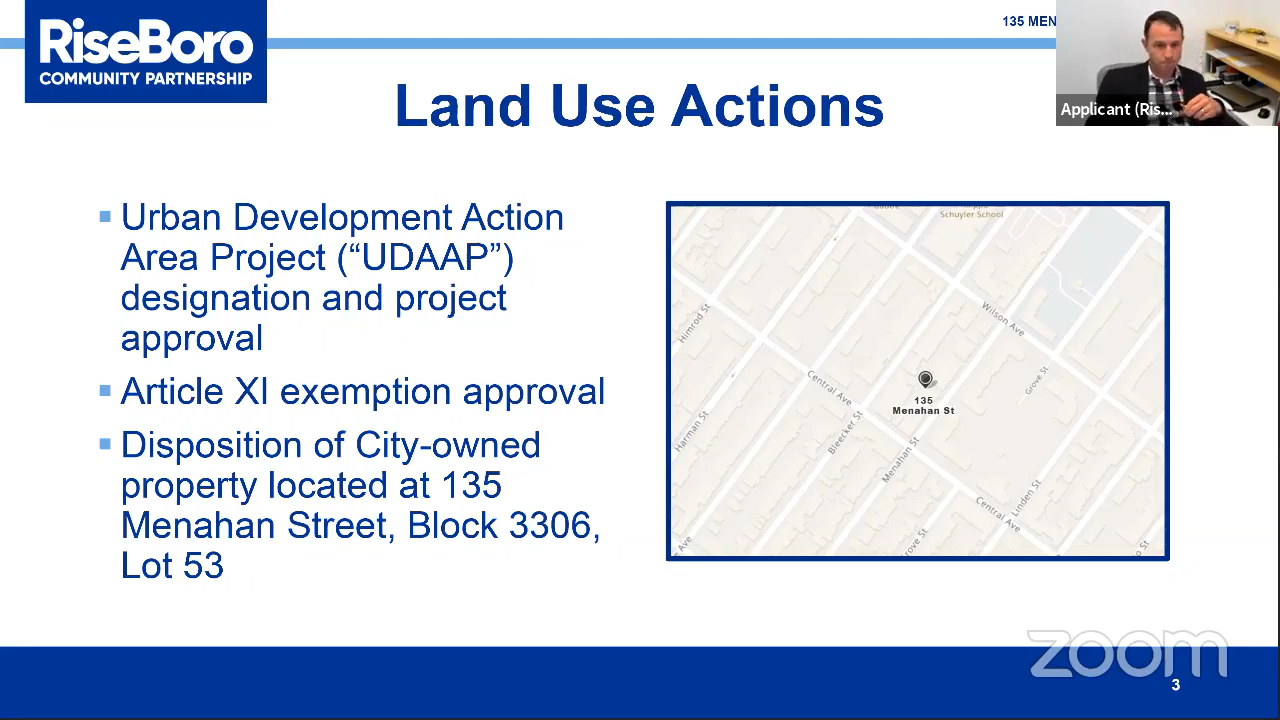 RiseBoro
COMMUNITY PARTNERSHIP
135 MEN
Applicant (Ris...
Land Use Actions
Urban Development Action
Area Project (“UDAAP”)
designation and project
approval
Article XI exemption approval
Disposition of City-owned
property located at 135
Menahan Street, Block 3306,
Lot 53
Schuyler School
Himrod St
Wilson Ave
Central Ave
135
Menahan St
Grove St
Harman St
Bleecker St
Menahan St
Linden St
Central Ave
Grove St
Ave
St
zoom
3